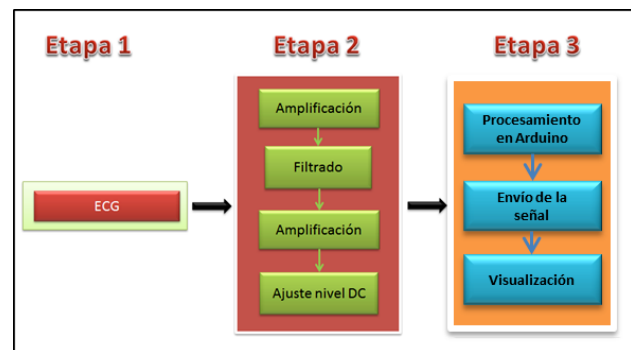 Etapa 1
ECG
Etapa 2
Amplificación
Filtrado
Amplificación
Ajuste nivel DC
Etapa 3
Procesamiento
en Arduino
Envío de la
señal
Visualización